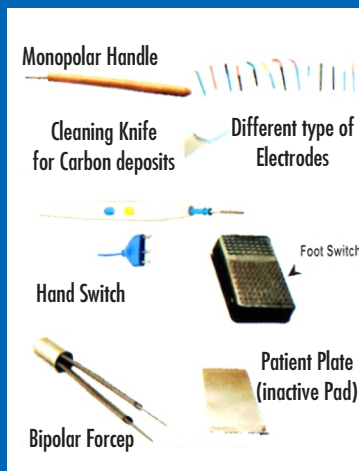 Monopolar Handle
Cleaning Knife
for Carbon deposits
Different type of
Electrodes
Foot Switch
Hand Switch
Patient Plate
(inactive Pad)
Bipolar Forcep